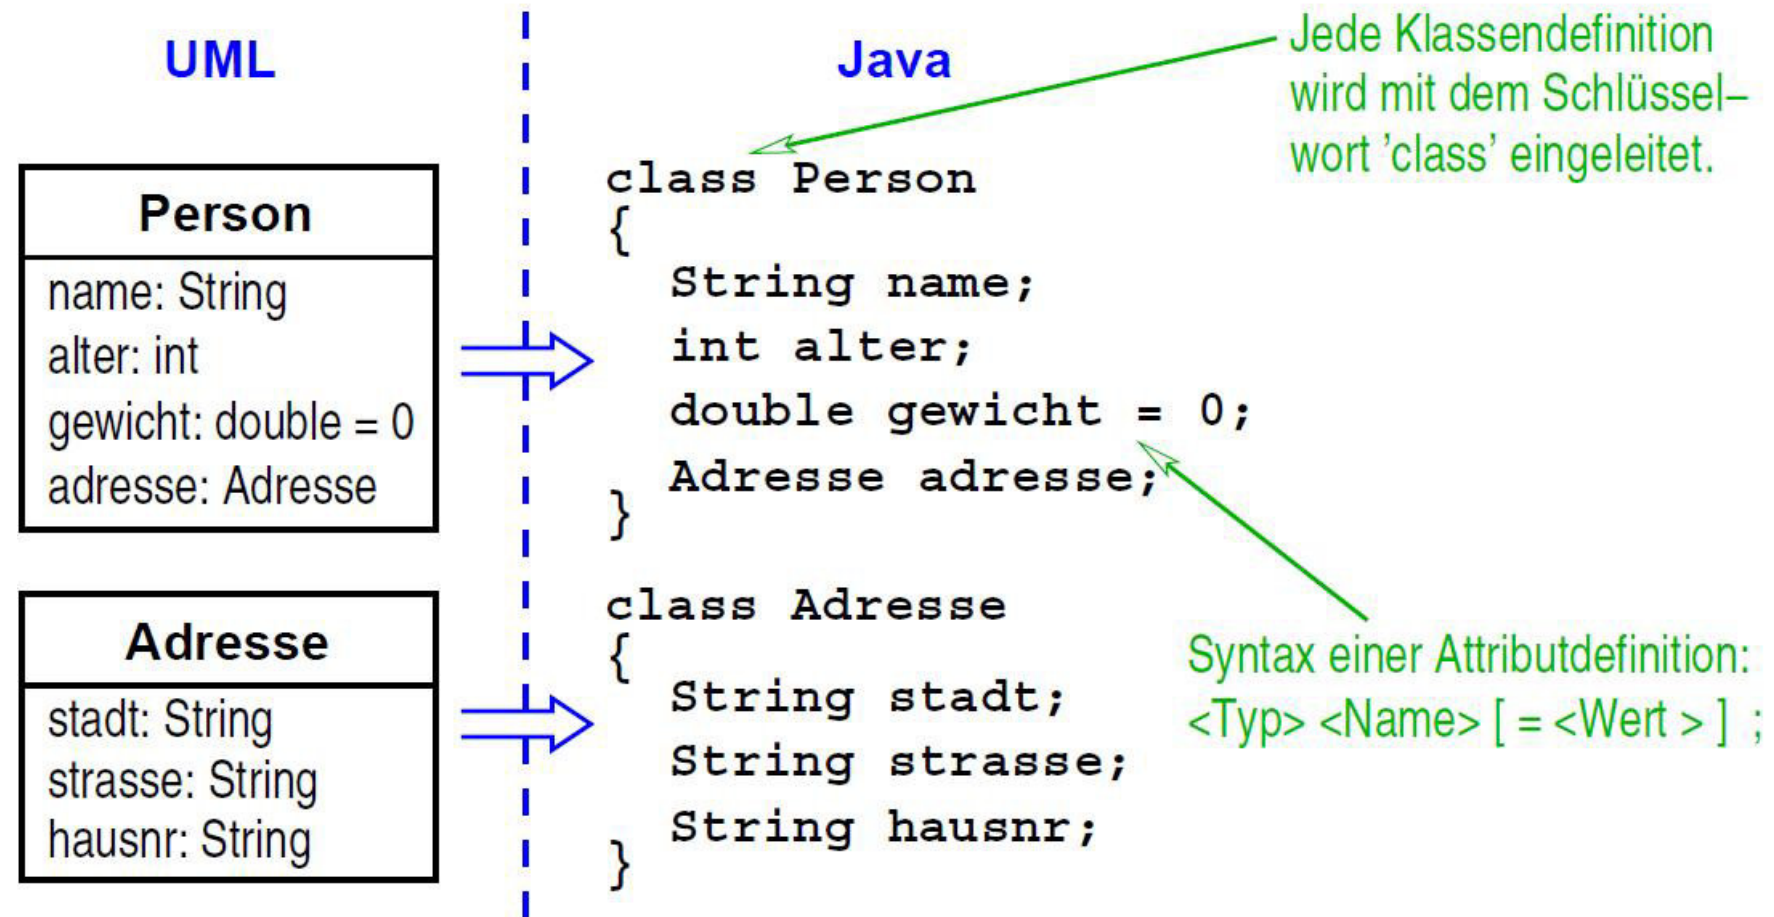 UML
Person
name: String
alter: int
gewicht: double = 0
adresse: Adresse
Adresse
stadt: String
strasse: String
hausnr: String
Java
class Person
{
String name;
int alter;
double gewicht = 0;
Adresse adresse;
}
class Adresse
{
String stadt;
String strasse;
String hausnr;
}
Jede Klassendefinition
wird mit dem Schlüssel–
wort ’class’ eingeleitet.
Syntax einer Attributdefinition:
<Typ> <Name> [ = <Wert > ] ;